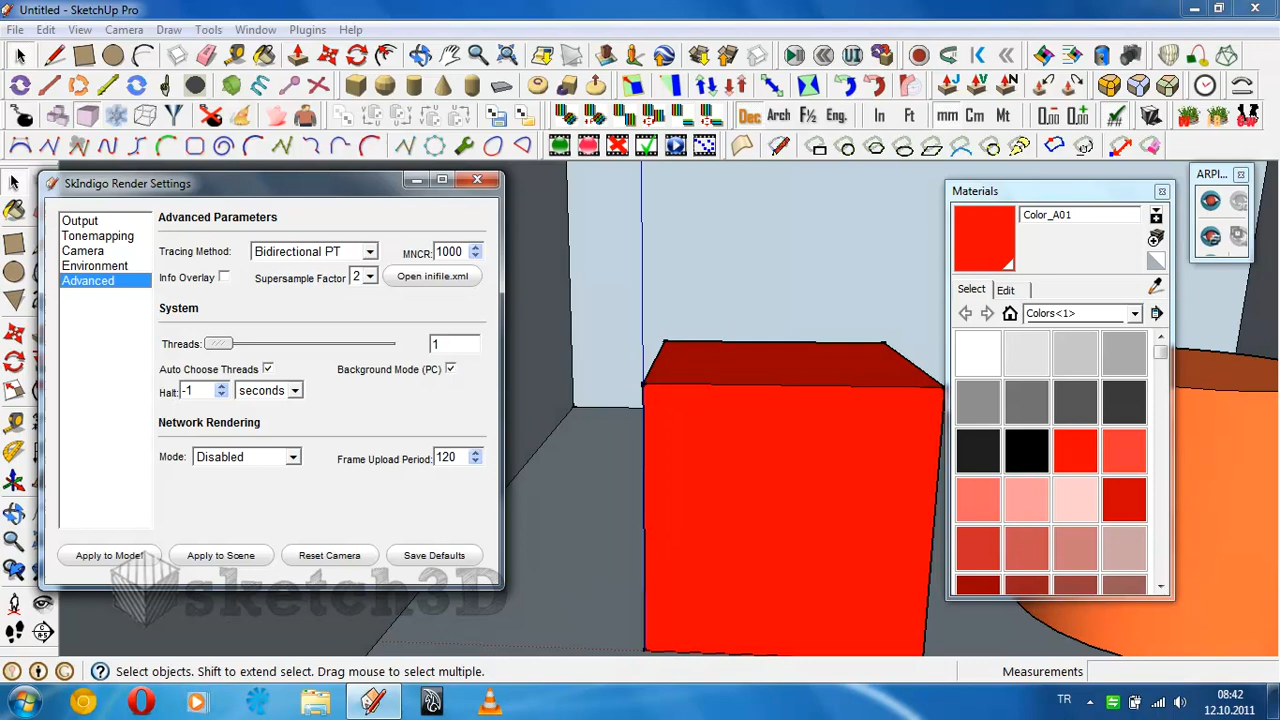 Untitled - SketchUp Pro
File Edit View Camera Draw Tools Window Plugins Help
Dec Arch F½ Eng. In Ft mm Cm Mt
SkIndigo Render Settings
Output
Tonemapping
Camera
Environment
Advanced
Advanced Parameters
Tracing Method: Bidirectional PT MNCR: 1000
Info Overlay Supersample Factor 2 Open inifile.xml
System
Threads: 1
Auto Choose Threads Background Mode (PC)
Halt: -1 seconds
Network Rendering
Mode: Disabled Frame Upload Period: 120
Apply to Model Apply to Scene Reset Camera Save Defaults
sketch3D
Materials
Color_A01
Select Edit
Colors<1>
ARPI...
Select objects. Shift to extend select. Drag mouse to select multiple. Measurements
TR 08:42
12.10.2011